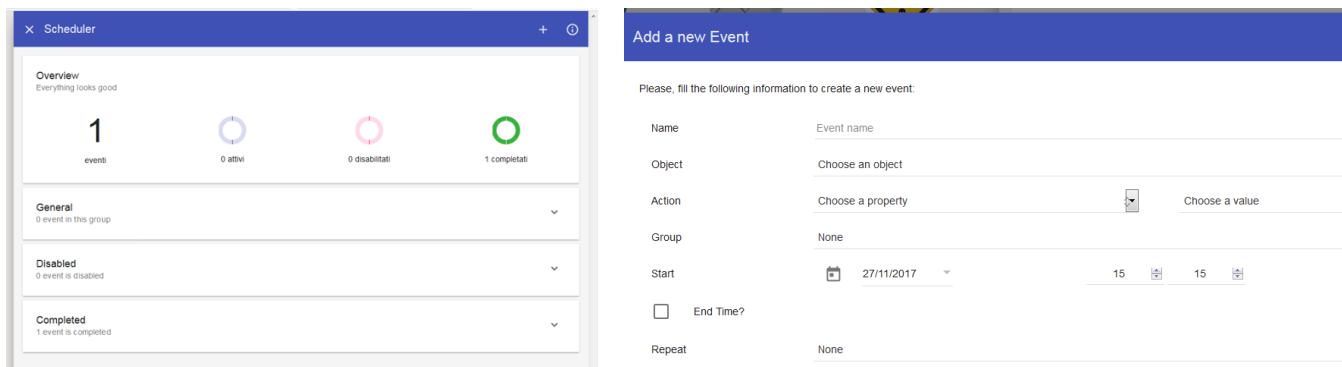 Scheduler
Overview
Everything looks good
1
eventi
0 attivi
0 disabilitati
1 completati
General
0 event in this group
Disabled
0 event is disabled
Completed
1 event is completed
Add a new Event
Please, fill the following information to create a new event:
Name Event name
Object Choose an object
Action Choose a property Choose a value
Group None
Start 27/11/2017 15 15
End Time?
Repeat None